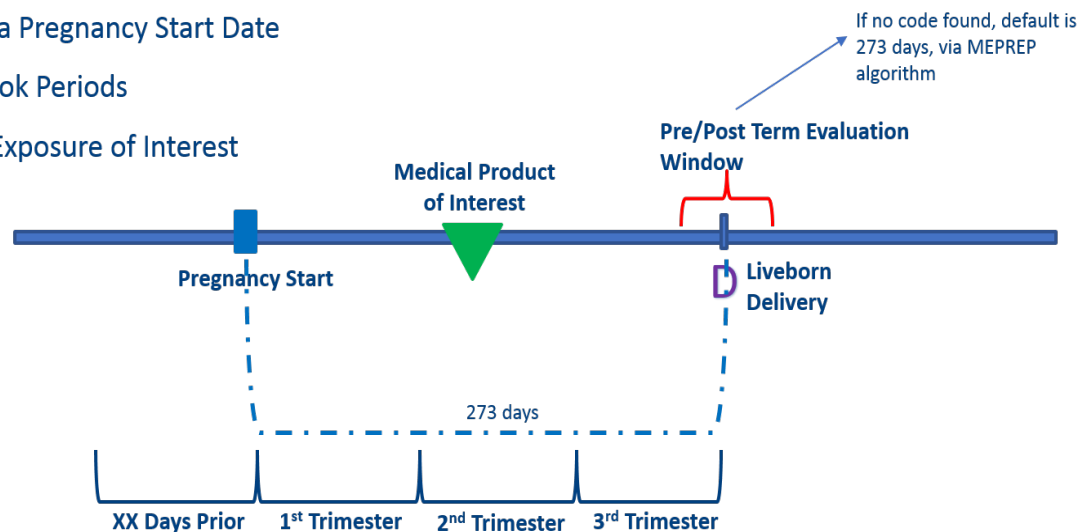 a Pregnancy Start Date
ok Periods
Exposure of Interest
If no code found, default is
273 days, via MEPREP
algorithm
Pre/Post Term Evaluation
Window
Medical Product
of Interest
Pregnancy Start
D
Liveborn
Delivery
273 days
XX Days Prior
1st Trimester
2nd Trimester
3rd Trimester